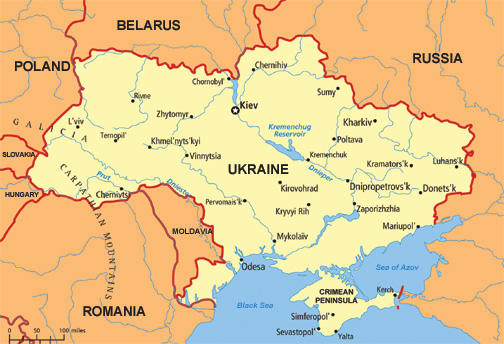 BELARUS
RUSSIA
POLAND
Chernihiv
Chornobyl'
Sumy
Rivne
Kiev
Zhytomyr
L'viv
GALICIA
Kremenchug
Reservoir
Kharkiv
Poltava
Ternopil'
Khmel'nyts'kyi
Vinnytsia
Kremenchuk
SLOVAKIA
UKRAINE
Dnieper
Kramators'k
Luhans'k
Prut
CARPATHIAN MOUNTAINS
HUNGARY
Chernivts
Dniester
Kirovohrad
Dnipropetrovs'k
Donets'k
Pervomais'k
Kryvyi Rih
Zaporizhzhia
MOLDAVIA
Mykolaïv
Mariupol'
Odesa
Sea of Azov
CRIMEAN
PENINSULA
Kerch
ROMANIA
Black Sea
Simferopol'
Sevastopol'
Yalta
0 50 100 miles